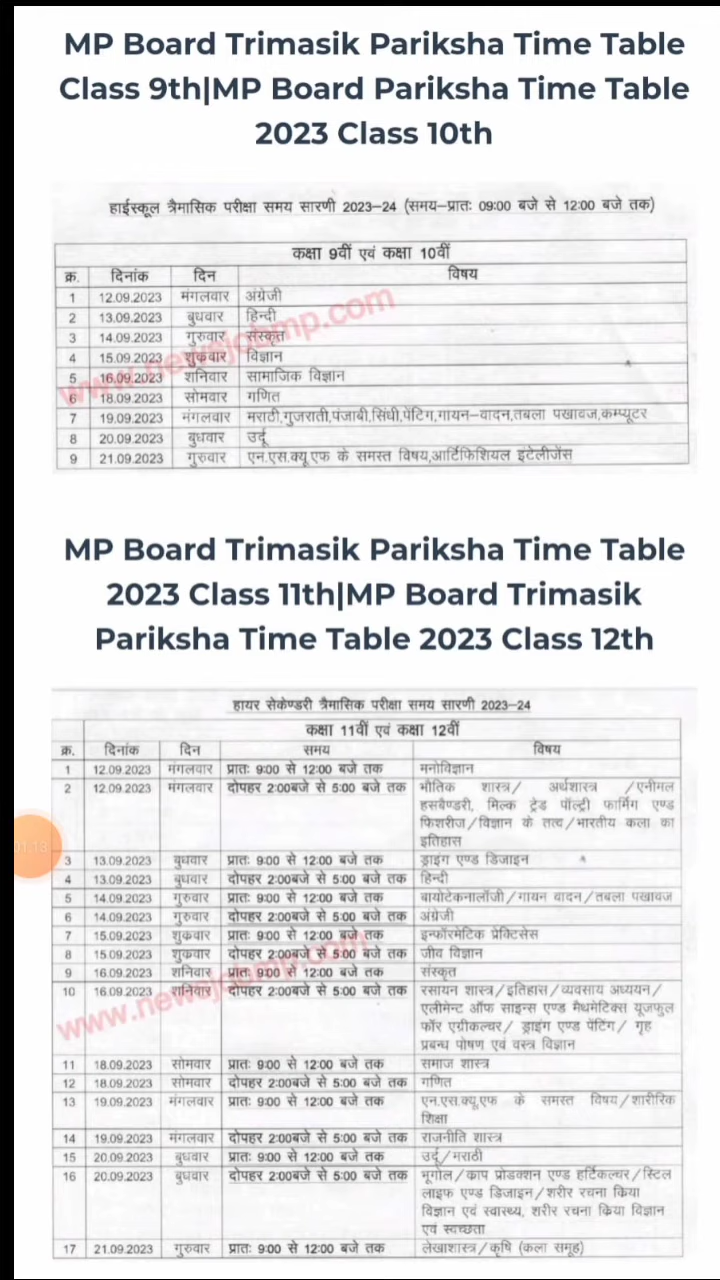 MP Board Trimasik Pariksha Time Table
Class 9th|MP Board Pariksha Time Table
2023 Class 10th
हाईस्कूल त्रैमासिक परीक्षा समय सारणी 2023–24 (समय–प्रातः 09:00 बजे से 12:00 बजे तक)
कक्षा 9वीं एवं कक्षा 10वीं
क्र. दिनांक दिन विषय
1 12.09.2023 मंगलवार अंग्रेजी
2 13.09.2023 बुधवार हिन्दी
3 14.09.2023 गुरुवार संस्कृत
4 15.09.2023 शुक्रवार विज्ञान
5 16.09.2023 शनिवार सामाजिक विज्ञान
6 18.09.2023 सोमवार गणित
7 19.09.2023 मंगलवार मराठी,गुजराती,पंजाबी,सिंधी,पेंटिग,गायन–वादन,तबला पखावज,कम्प्यूटर
8 20.09.2023 बुधवार उर्दू
9 21.09.2023 गुरुवार एन.एस.क्यू.एफ के समस्त विषय,आर्टिफिशियल इंटेलीजेंस
www.newsjobmp.com
MP Board Trimasik Pariksha Time Table
2023 Class 11th|MP Board Trimasik
Pariksha Time Table 2023 Class 12th
हायर सेकेण्डरी त्रैमासिक परीक्षा समय सारणी 2023–24
कक्षा 11वीं एवं कक्षा 12वीं
क्र. दिनांक दिन समय विषय
1 12.09.2023 मंगलवार प्रातः 9:00 से 12:00 बजे तक मनोविज्ञान
2 12.09.2023 मंगलवार दोपहर 2:00बजे से 5:00 बजे तक भौतिक शास्त्र/ अर्थशास्त्र /एनीमल
हसबैण्डरी, मिल्क ट्रेड पॉल्ट्री फार्मिग एण्ड
फिशरीज/विज्ञान के तत्व/भारतीय कला का
इतिहास
01:13
3 13.09.2023 बुधवार प्रातः 9:00 से 12:00 बजे तक ड्राइंग एण्ड डिजाइन
4 13.09.2023 बुधवार दोपहर 2:00बजे से 5:00 बजे तक हिन्दी
5 14.09.2023 गुरुवार प्रातः 9:00 से 12:00 बजे तक बायोटेकनालॉजी/गायन वादन/तबला पखावज
6 14.09.2023 गुरुवार दोपहर 2:00बजे से 5:00 बजे तक अंग्रेजी
7 15.09.2023 शुक्रवार प्रातः 9:00 से 12:00 बजे तक इन्फॉरमेटिक प्रेक्टिसेस
8 15.09.2023 शुक्रवार दोपहर 2:00बजे से 5:00 बजे तक जीव विज्ञान
9 16.09.2023 शनिवार प्रातः 9:00 से 12:00 बजे तक संस्कृत
10 16.09.2023 शनिवार दोपहर 2:00बजे से 5:00 बजे तक रसायन शास्त्र/इतिहास/व्यवसाय अध्ययन/
एलीमेन्ट ऑफ साइन्स एण्ड मैथमेटिक्स यूजफुल
फॉर एग्रीकल्चर/ ड्राइंग एण्ड पेंटिंग/ गृह
प्रबन्ध पोषण एवं वस्त्र विज्ञान
www.newsjobmp.com
11 18.09.2023 सोमवार प्रातः 9:00 से 12:00 बजे तक समाज शास्त्र
12 18.09.2023 सोमवार दोपहर 2:00बजे से 5:00 बजे तक गणित
13 19.09.2023 मंगलवार प्रातः 9:00 से 12:00 बजे तक एन.एस.क्यू.एफ के समस्त विषय/शारीरिक
शिक्षा
14 19.09.2023 मंगलवार दोपहर 2:00बजे से 5:00 बजे तक राजनीति शास्त्र
15 20.09.2023 बुधवार प्रातः 9:00 से 12:00 बजे तक उर्दू/मराठी
16 20.09.2023 बुधवार दोपहर 2:00बजे से 5:00 बजे तक भूगोल/काप प्रोडक्शन एण्ड हर्टिकल्चर/स्टिल
लाइफ एण्ड डिजाइन/शरीर रचना क्रिया
विज्ञान एवं स्वास्थ्य, शरीर रचना क्रिया विज्ञान
एवं स्वच्छता
17 21.09.2023 गुरुवार प्रातः 9:00 से 12:00 बजे तक लेखाशास्त्र/कृषि (कला समूह)